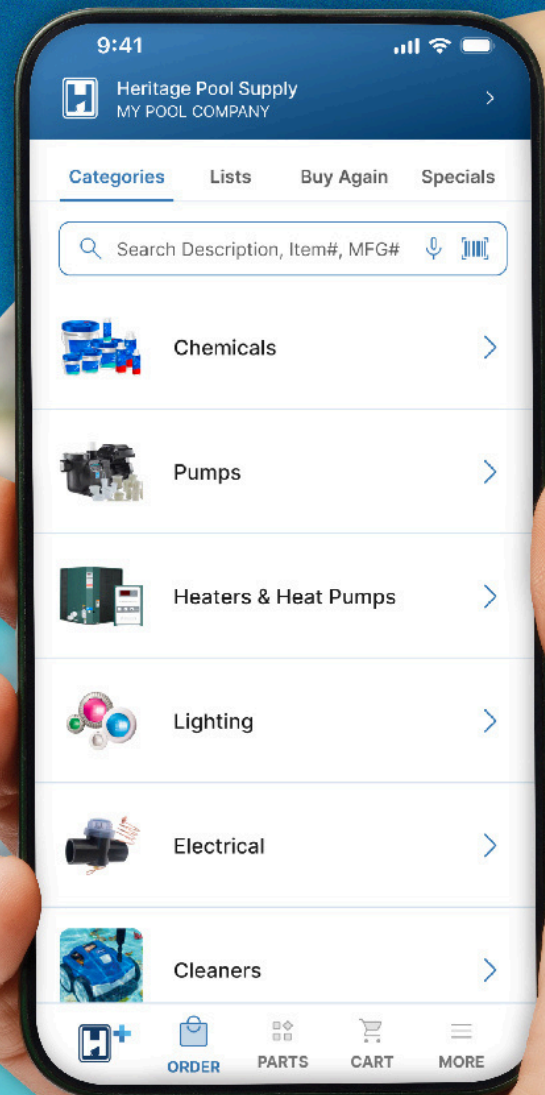 9:41
Heritage Pool Supply
MY POOL COMPANY
Categories Lists Buy Again Specials
Search Description, Item#, MFG#
Chemicals
Pumps
Heaters & Heat Pumps
Lighting
Electrical
Cleaners
ORDER PARTS CART MORE